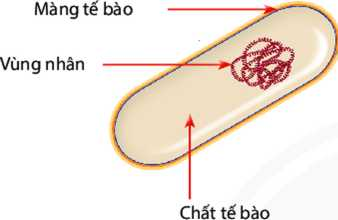 Màng tế bào
Vùng nhân
Chất tế bào